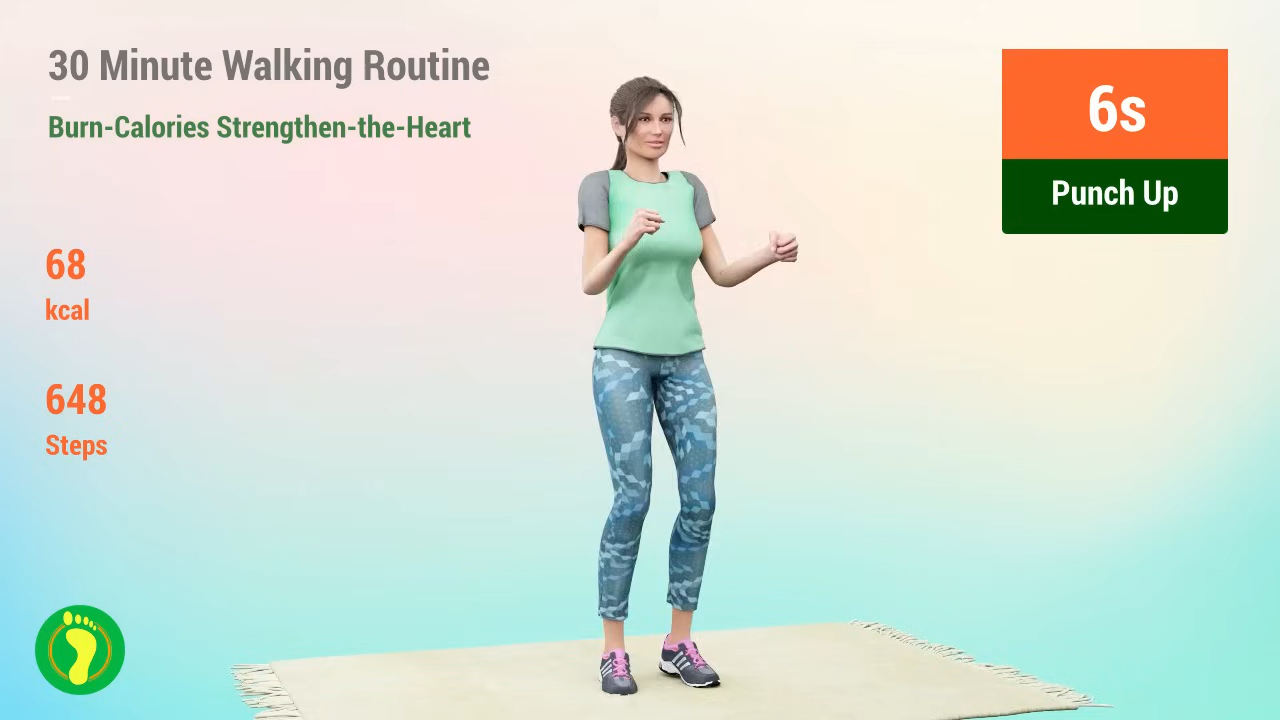 30 Minute Walking Routine
Burn-Calories Strengthen-the-Heart
6s
Punch Up
68
kcal
648
Steps